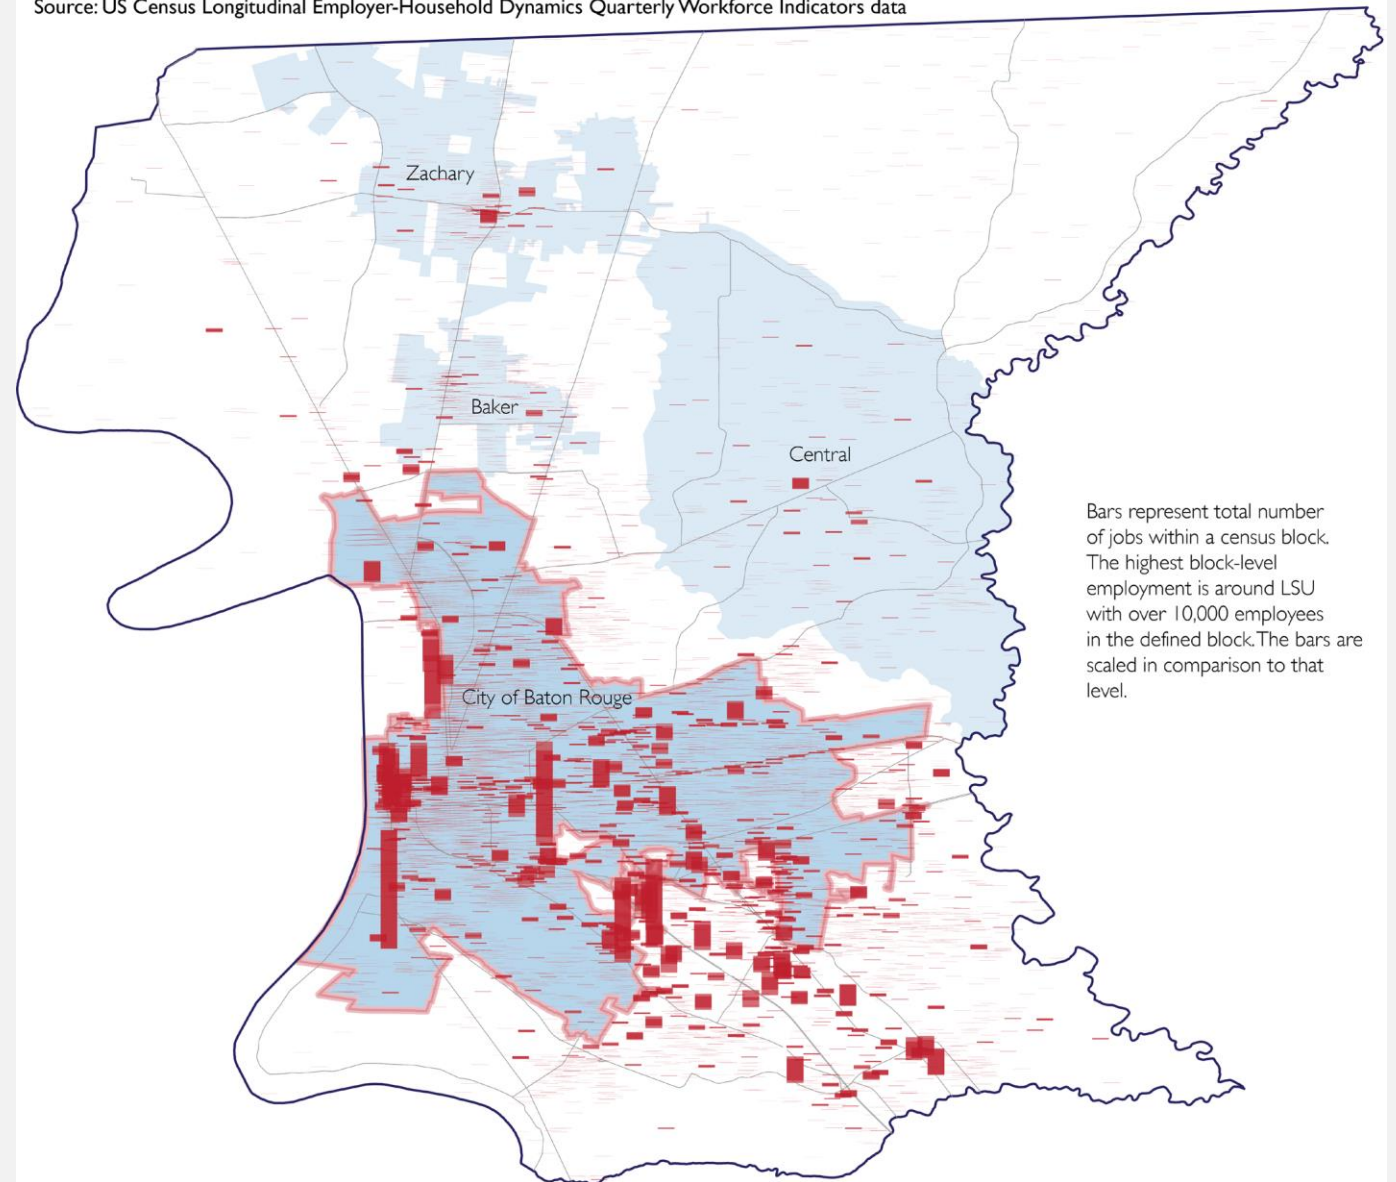 Source: US Census Longitudinal Employer-Household Dynamics Quarterly Workforce Indicators data
Zachary
Baker
Central
Bars represent total number
of jobs within a census block.
The highest block-level
employment is around LSU
with over 10,000 employees
in the defined block. The bars are
scaled in comparison to that
level.
City of Baton Rouge